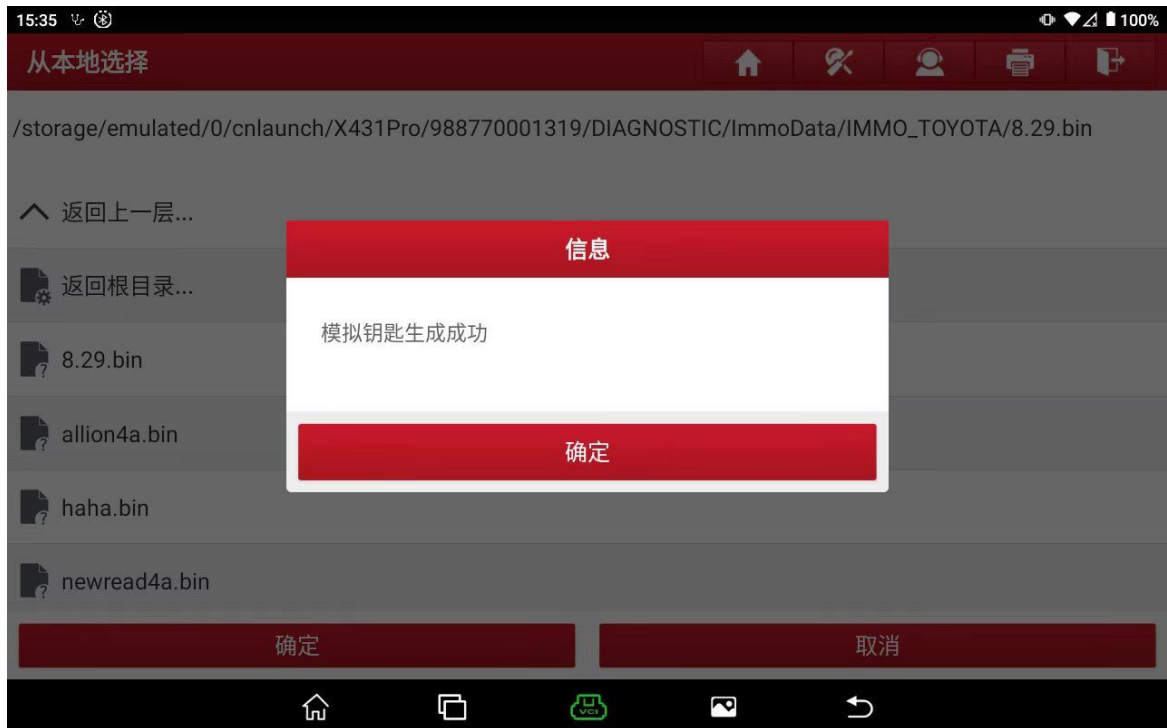 15:35
100%
从本地选择
/storage/emulated/0/cnlaunch/X431Pro/988770001319/DIAGNOSTIC/ImmoData/IMMO_TOYOTA/8.29.bin
返回上一层...
信息
返回根目录...
模拟钥匙生成成功
8.29.bin
allion4a.bin
确定
haha.bin
newread4a.bin
确定
取消
VCI